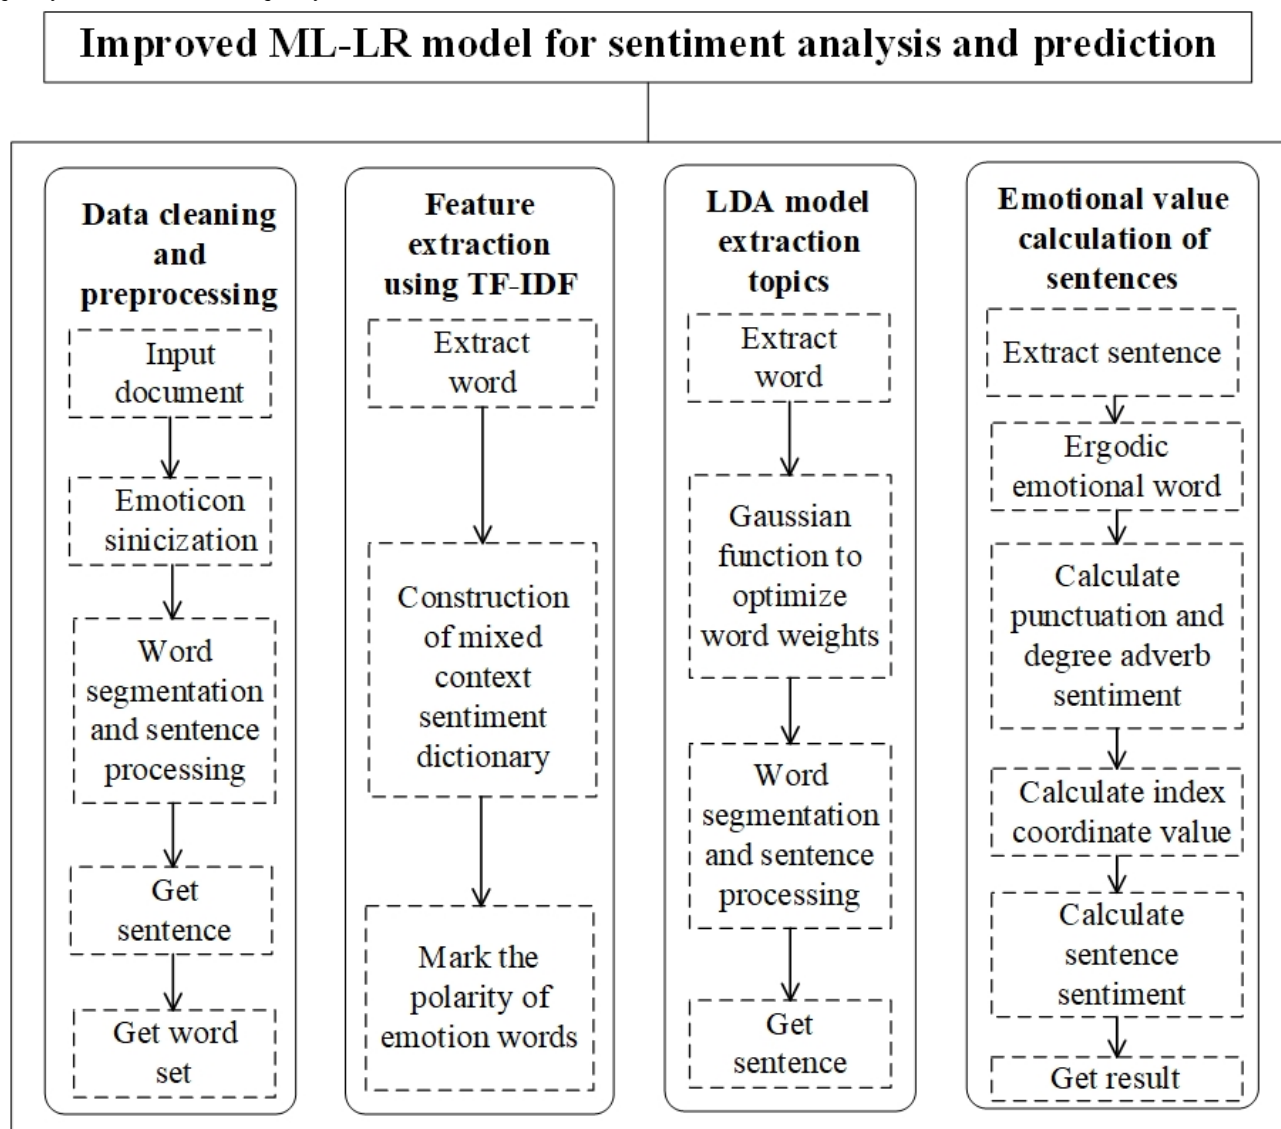 Improved ML-LR model for sentiment analysis and prediction
Data cleaning
and
preprocessing
Input
document
Emoticon
sinicization
Word
segmentation
and sentence
processing
Get
sentence
Get word
set
Feature
extraction
using TF-IDF
Extract
word
Construction
of mixed
context
sentiment
dictionary
Mark the
polarity of
emotion words
LDA model
extraction
topics
Extract
word
Gaussian
function to
optimize
word weights
Word
segmentation
and sentence
processing
Get
sentence
Emotional value
calculation of
sentences
Extract sentence
Ergodic
emotional word
Calculate
punctuation and
degree adverb
sentiment
Calculate index
coordinate value
Calculate
sentence
sentiment
Get result